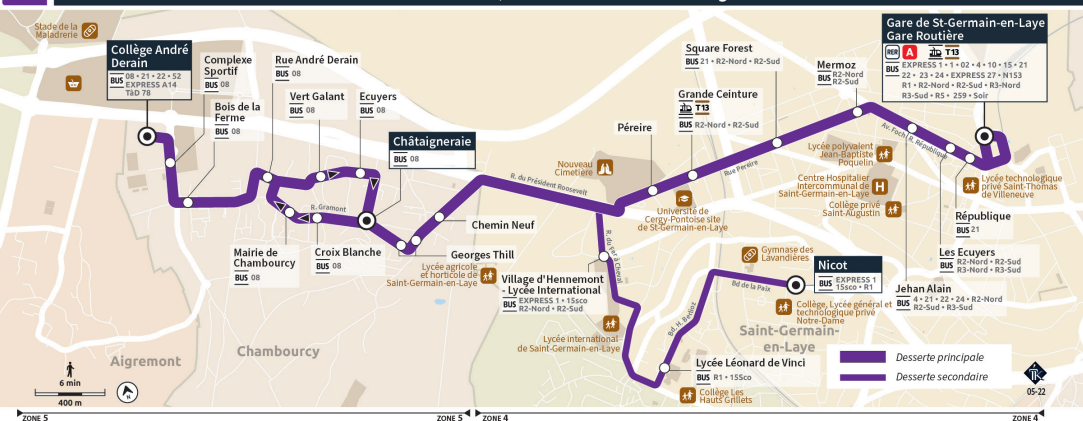 Stade de la
Maladrerie
Collège André
Derain
BUS 08 • 21 • 22 • 52
EXPRESS A14
TàD 78
Complexe
Sportif
BUS 08
Bois de la
Ferme
BUS 08
Rue André Derain
BUS 08
Vert Galant
BUS 08
Ecuyers
BUS 08
Châtaigneraie
BUS 08
R. Gramont
Mairie de
Chambourcy
BUS 08
Croix Blanche
BUS 08
Chemin Neuf
Georges Thill
Lycée agricole
et horticole de
Saint-Germain-en-Laye
R. du Président Roosevelt
Nouveau
Cimetière
Péreire
Grande Ceinture
T13
BUS R2-Nord • R2-Sud
Square Forest
BUS 21 • R2-Nord • R2-Sud
Université de
Cergy-Pontoise site
de St-Germain-en-Laye
Rue Pereire
Mermoz
BUS R2-Nord
R2-Sud
Gare de St-Germain-en-Laye
Gare Routière
RER A T13
BUS EXPRESS 1 • 1 • 02 • 4 • 10 • 15 • 21
22 • 23 • 24 • EXPRESS 27 • N153
R1 • R2-Nord • R2-Sud • R3-Nord
R3-Sud • R5 • 259 • Soir
Av. Foch
R. République
Lycée polyvalent
Jean-Baptiste
Poquelin
Centre Hospitalier
Intercommunal de
Saint-Germain-en-Laye
H
Collège privé
Saint-Augustin
Lycée technologique
privé Saint-Thomas
de Villeneuve
République
BUS 21
Les Ecuyers
BUS R2-Nord • R2-Sud
R3-Nord • R3-Sud
Jehan Alain
BUS 4 • 21 • 22 • 24 • R2-Nord
R2-Sud • R3-Sud
R. du Fer à Cheval
Village d'Hennemont
- Lycée International
BUS EXPRESS 1 • 15sco
R2-Nord • R2-Sud
Lycée international
de Saint-Germain-en-Laye
Gymnase des
Lavandières
Nicot
BUS EXPRESS 1
15sco • R1
Bd de la Paix
Bd. H. Berlioz
Collège, Lycée général et
technologique privé
Notre-Dame
Lycée Léonard de Vinci
BUS R1 • 15Sco
Collège Les
Hauts Grillets
Saint-Germain-
en-Laye
Aigremont
Chambourcy
Desserte principale
Desserte secondaire
05-22
6 min
400 m
N
ZONE 5
ZONE 5
ZONE 4
ZONE 4